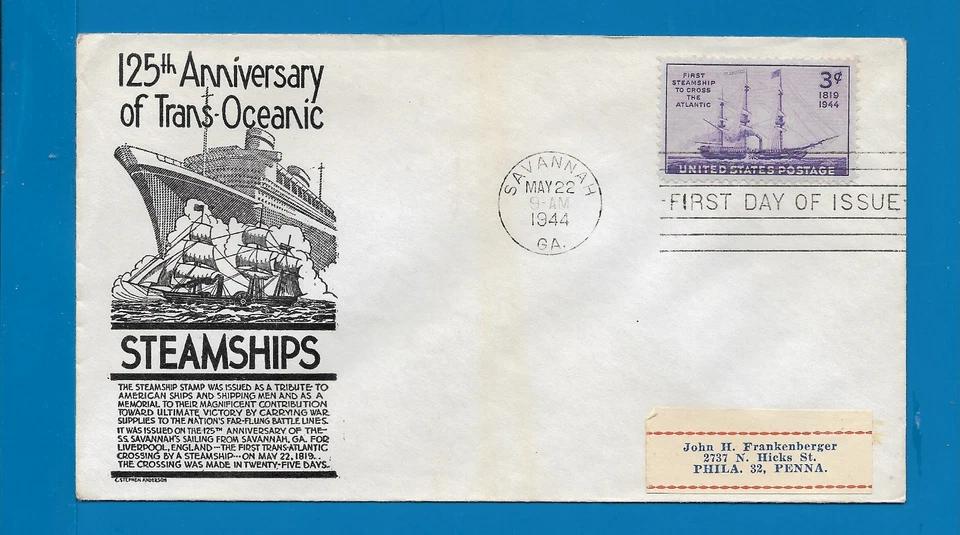 125th Anniversary
of Trans-Oceanic
STEAMSHIPS
THE STEAMSHIP STAMP WAS ISSUED AS A TRIBUTE TO
AMERICAN SHIPS AND SHIPPING MEN AND AS A
MEMORIAL TO THEIR MAGNIFICENT CONTRIBUTION
TOWARD ULTIMATE VICTORY BY CARRYING WAR
SUPPLIES TO THE NATION'S FAR-FLUNG BATTLE LINES.
IT WAS ISSUED ON THE 125TH ANNIVERSARY OF THE
S.S. SAVANNAH'S SAILING FROM SAVANNAH, GA. FOR
LIVERPOOL, ENGLAND—THE FIRST TRANS-ATLANTIC
CROSSING BY A STEAMSHIP--- ON MAY 22, 1819..
THE CROSSING WAS MADE IN TWENTY-FIVE DAYS.
C. STEPHEN ANDERSON
SAVANNAH
MAY 22
9-AM
1944
GA.
FIRST
STEAMSHIP
TO CROSS
THE
ATLANTIC
3¢
1819
1944
UNITED STATES POSTAGE
FIRST DAY OF ISSUE
John H. Frankenberger
2737 N. Hicks St.
PHILA. 32, PENNA.